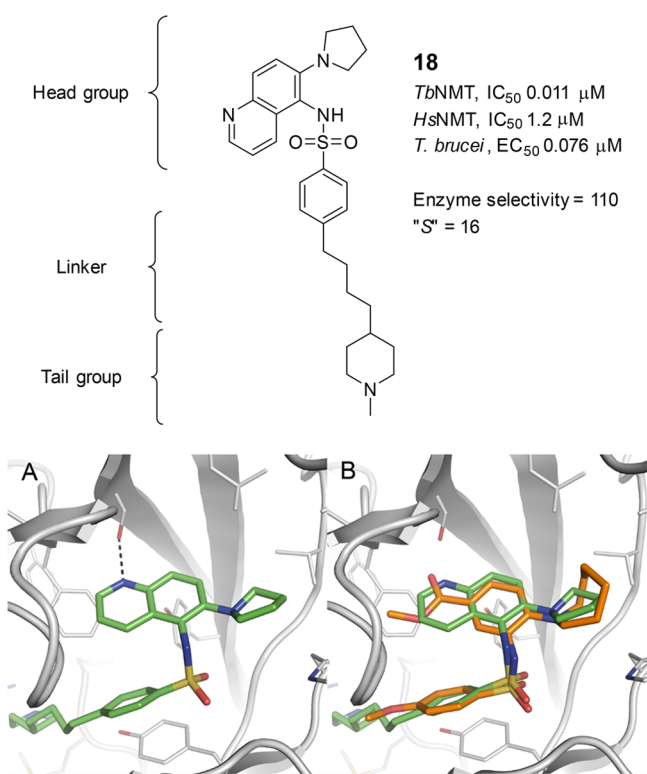 Head group
N
N
NH
O=S=O
18
TbNMT, IC50 0.011 μM
HsNMT, IC50 1.2 μM
T. brucei, EC50 0.076 μM
Enzyme selectivity = 110
"S" = 16
Linker
Tail group
N
A
B